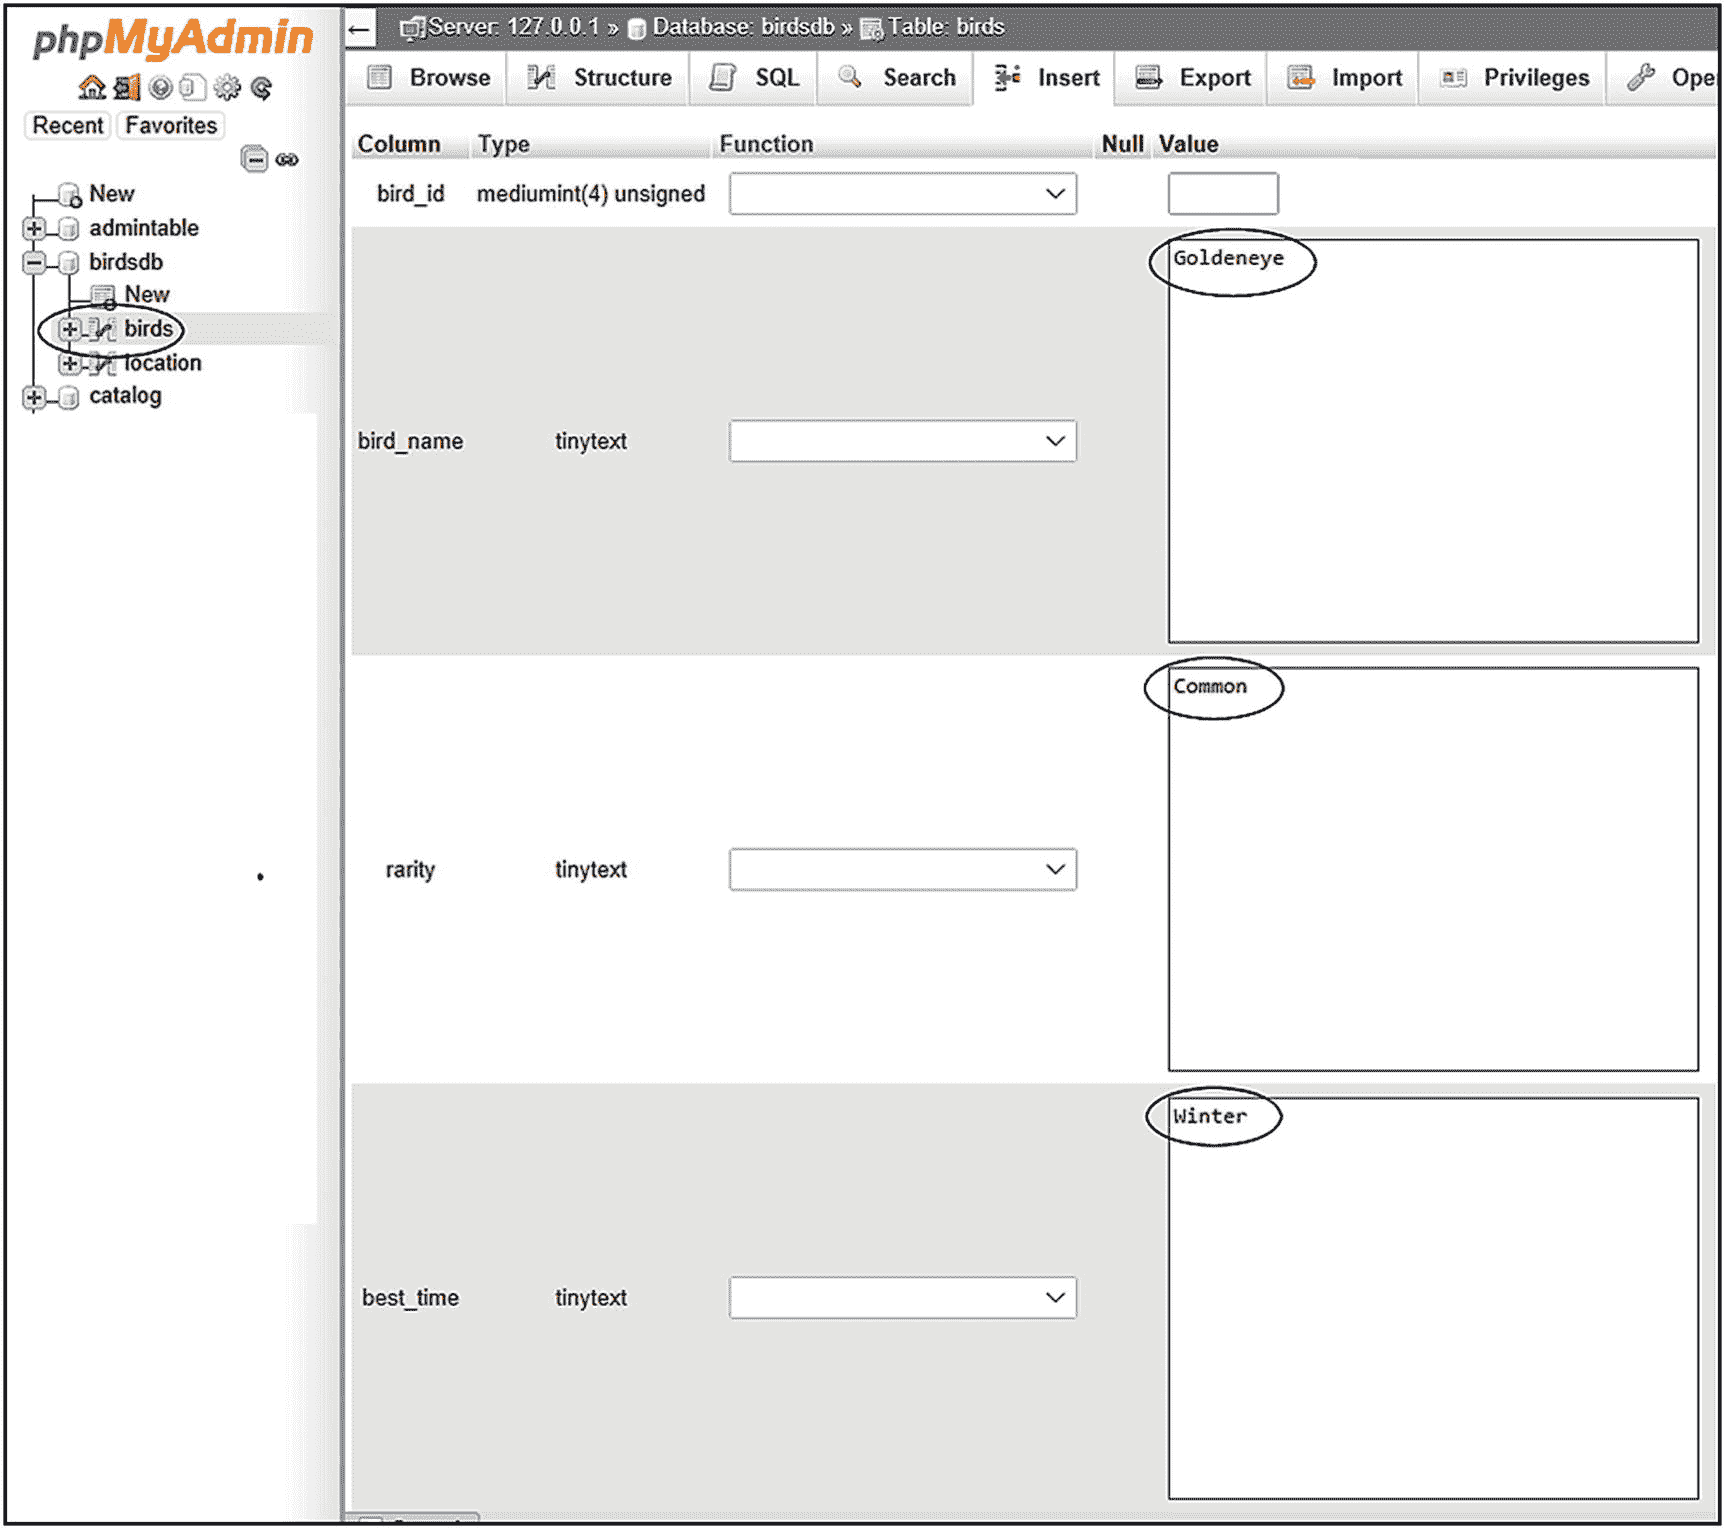 phpMyAdmin
Recent Favorites
New
admintable
birdsdb
New
birds
location
catalog
Server: 127.0.0.1 » Database: birdsdb » Table: birds
Browse Structure SQL Search Insert Export Import Privileges
Column Type Function Null Value
bird_id mediumint(4) unsigned
Goldeneye
bird_name tinytext
Common
rarity tinytext
Winter
best_time tinytext